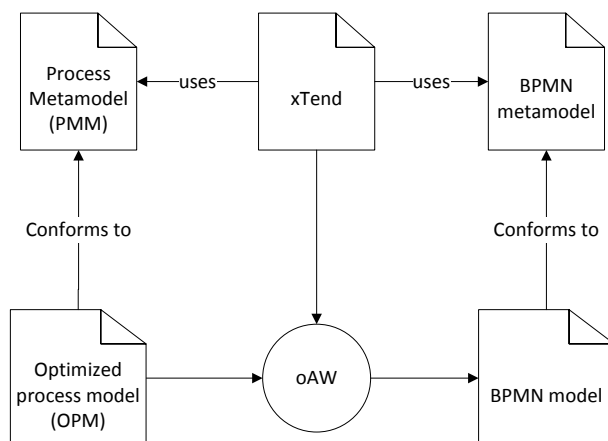 Process
Metamodel
(PMM)
uses
xTend
uses
BPMN
metamodel
Conforms to
Conforms to
Optimized
process model
(OPM)
oAW
BPMN model